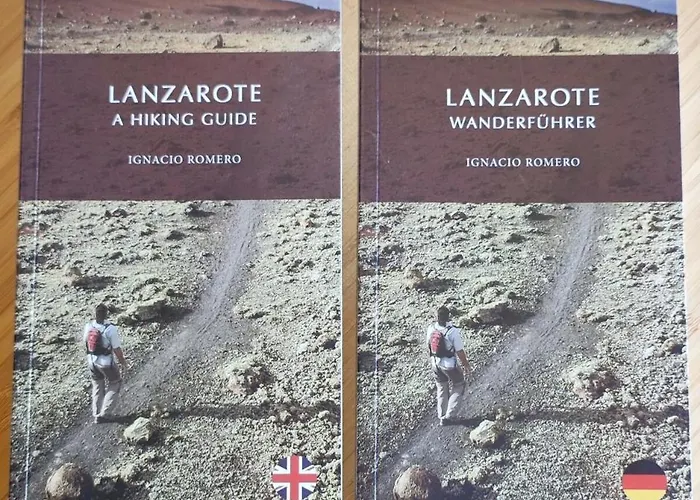 LANZAROTE
A HIKING GUIDE
IGNACIO ROMERO
LANZAROTE
WANDERFÜHRER
IGNACIO ROMERO